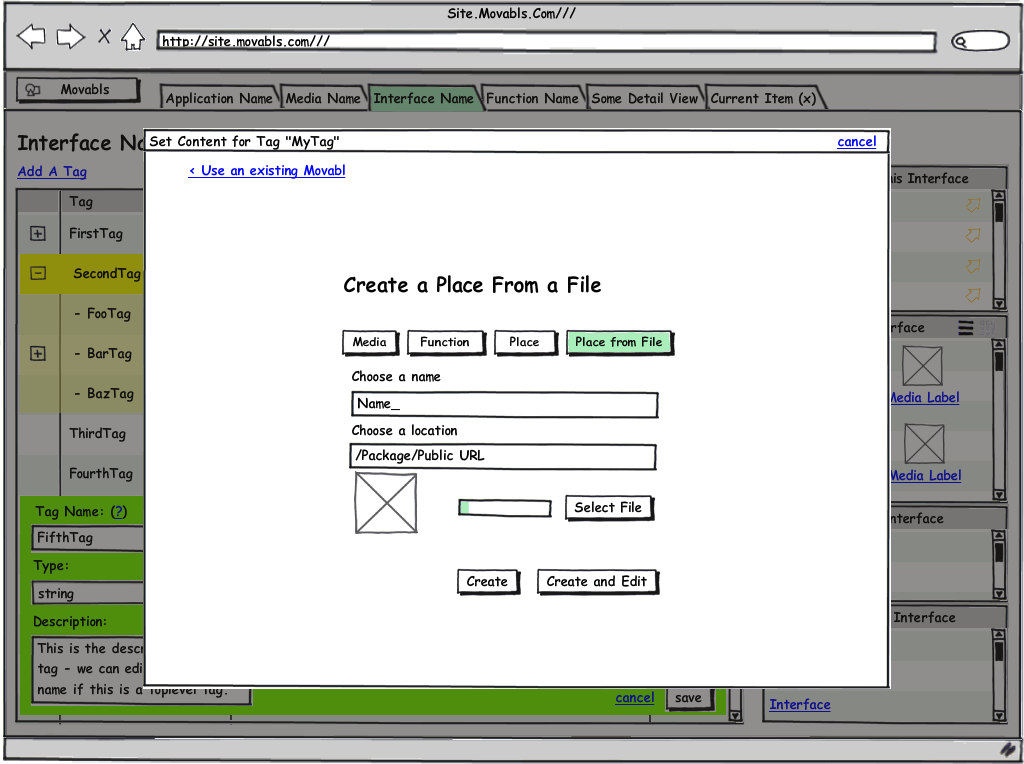 Site.Movabls.Com///
http://site.movabls.com///
Movabls
Application Name
Media Name
Interface Name
Function Name
Some Detail View
Current Item (x)
Interface Na
Add A Tag
Tag
FirstTag
SecondTag
- FooTag
- BarTag
- BazTag
ThirdTag
FourthTag
Tag Name: (?)
FifthTag
Type:
string
Description:
This is the descr
tag - we can edi
name if this is a toplevel tag.
cancel
save
Set Content for Tag "MyTag"
cancel
< Use an existing Movabl
Create a Place From a File
Media
Function
Place
Place from File
Choose a name
Name_
Choose a location
/Package/Public URL
Select File
Create
Create and Edit
is Interface
rface
Media Label
Media Label
nterface
Interface
Interface